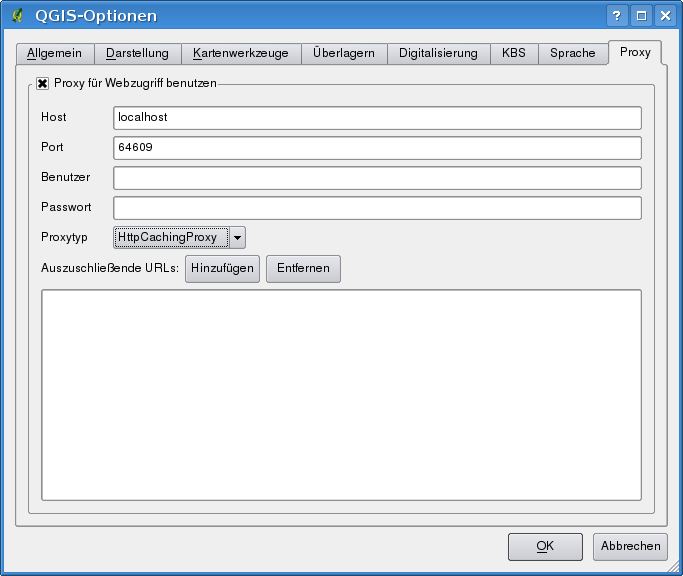 QGIS-Optionen
Allgemein Darstellung Kartenwerkzeuge Überlagern Digitalisierung KBS Sprache Proxy
Proxy für Webzugriff benutzen
Host localhost
Port 64609
Benutzer
Passwort
Proxytyp HttpCachingProxy
Auszuschließende URLs: Hinzufügen Entfernen
OK Abbrechen